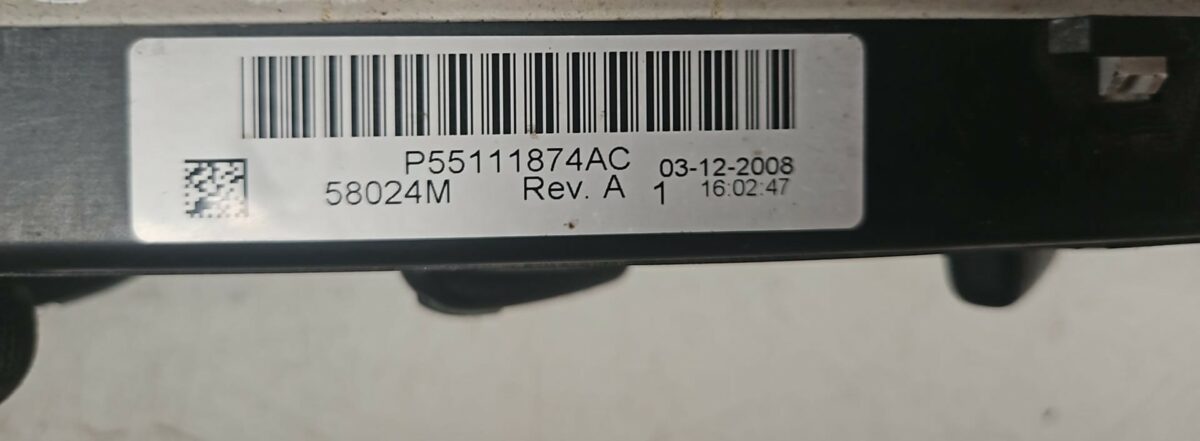 P55111874AC 03-12-2008
58024M Rev. A 1 16:02:47